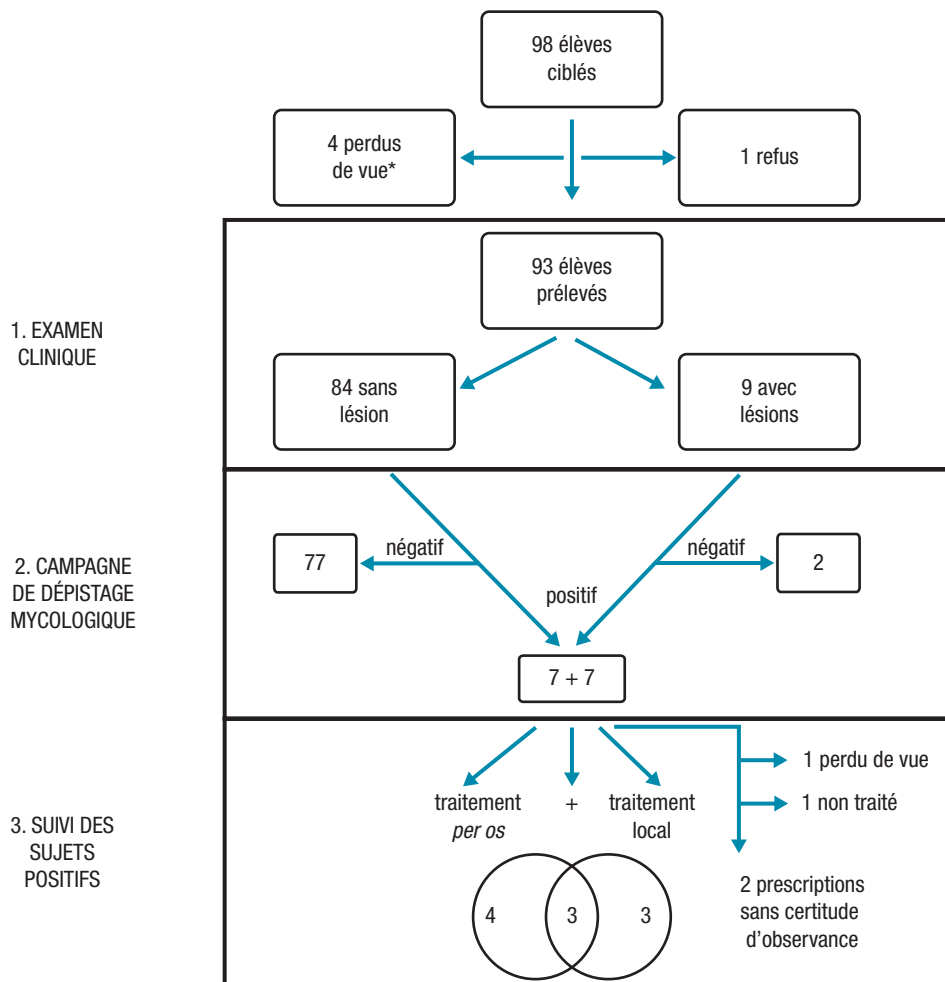 98 élèves
ciblés
4 perdus
de vue*
1 refus
93 élèves
prélevés
1. EXAMEN
CLINIQUE
84 sans
lésion
9 avec
lésions
2. CAMPAGNE
DE DÉPISTAGE
MYCOLOGIQUE
77
négatif
négatif
2
positif
7 + 7
3. SUIVI DES
SUJETS
POSITIFS
traitement
per os
+
traitement
local
1 perdu de vue
1 non traité
2 prescriptions
sans certitude
d’observance
4
3
3